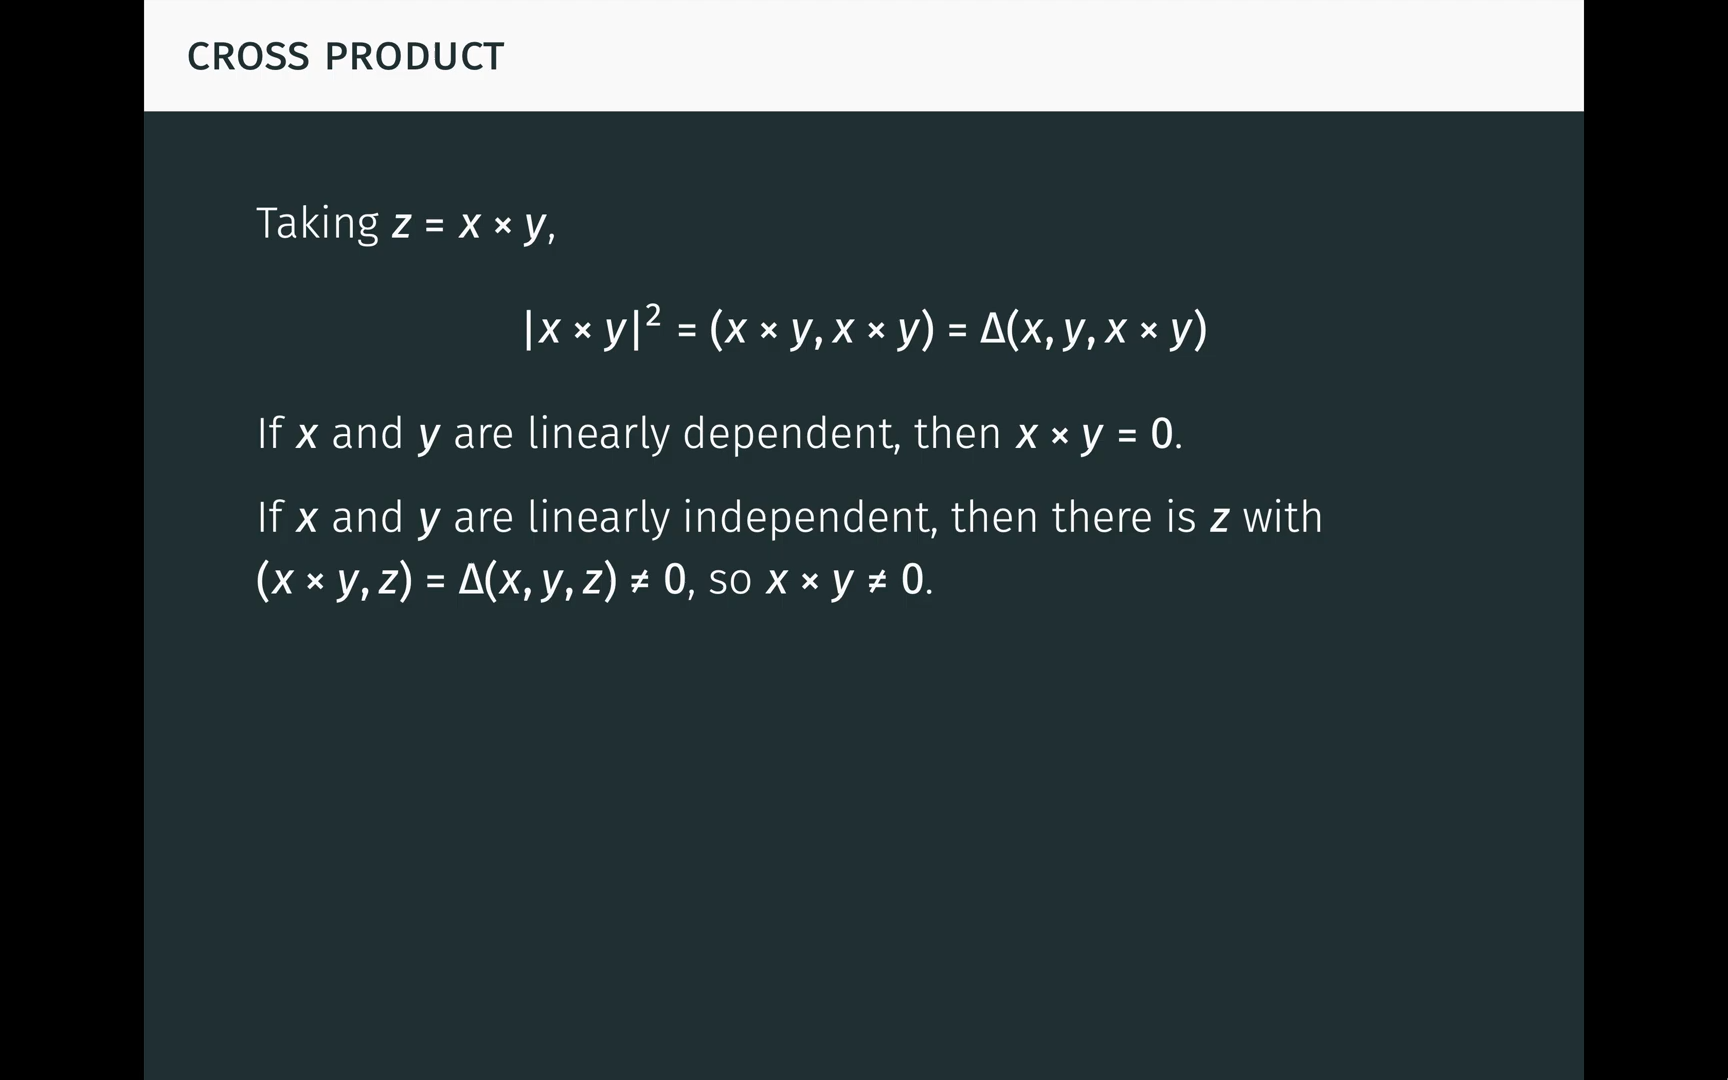 CROSS PRODUCT
Taking z = x × y,
|x × y|² = (x × y, x × y) = Δ(x, y, x × y)
If x and y are linearly dependent, then x × y = 0.
If x and y are linearly independent, then there is z with
(x × y, z) = Δ(x, y, z) ≠ 0, so x × y ≠ 0.